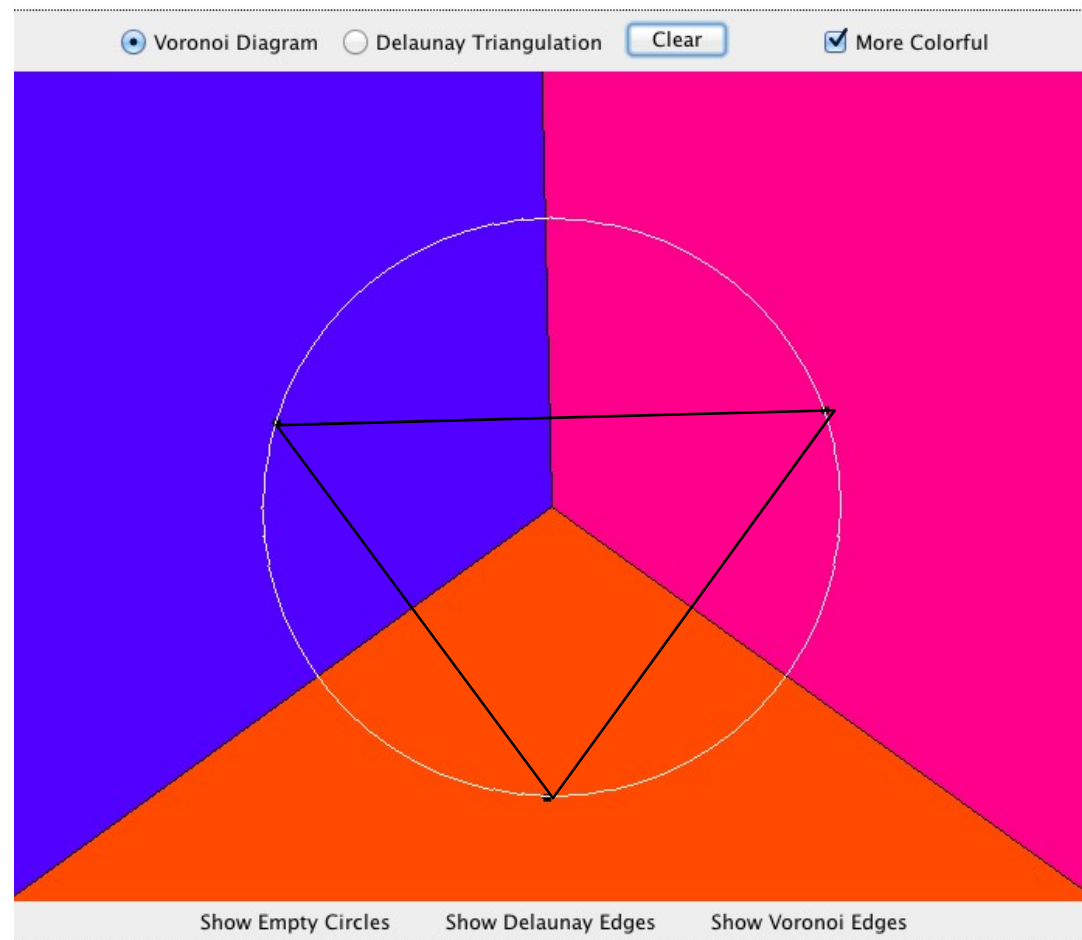 Voronoi Diagram Delaunay Triangulation Clear More Colorful
Show Empty Circles Show Delaunay Edges Show Voronoi Edges